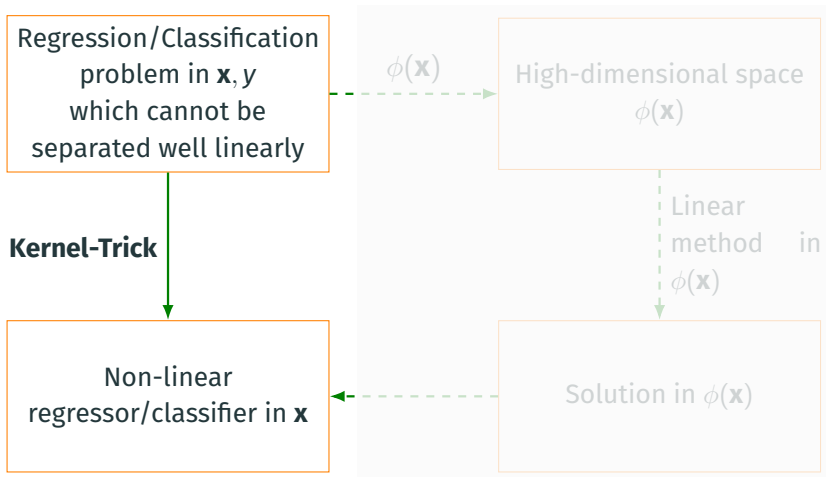 Regression/Classification
problem in x, y
which cannot be
separated well linearly
ϕ(x)
High-dimensional space
ϕ(x)
Kernel-Trick
Linear
method in
ϕ(x)
Non-linear
regressor/classifier in x
Solution in ϕ(x)